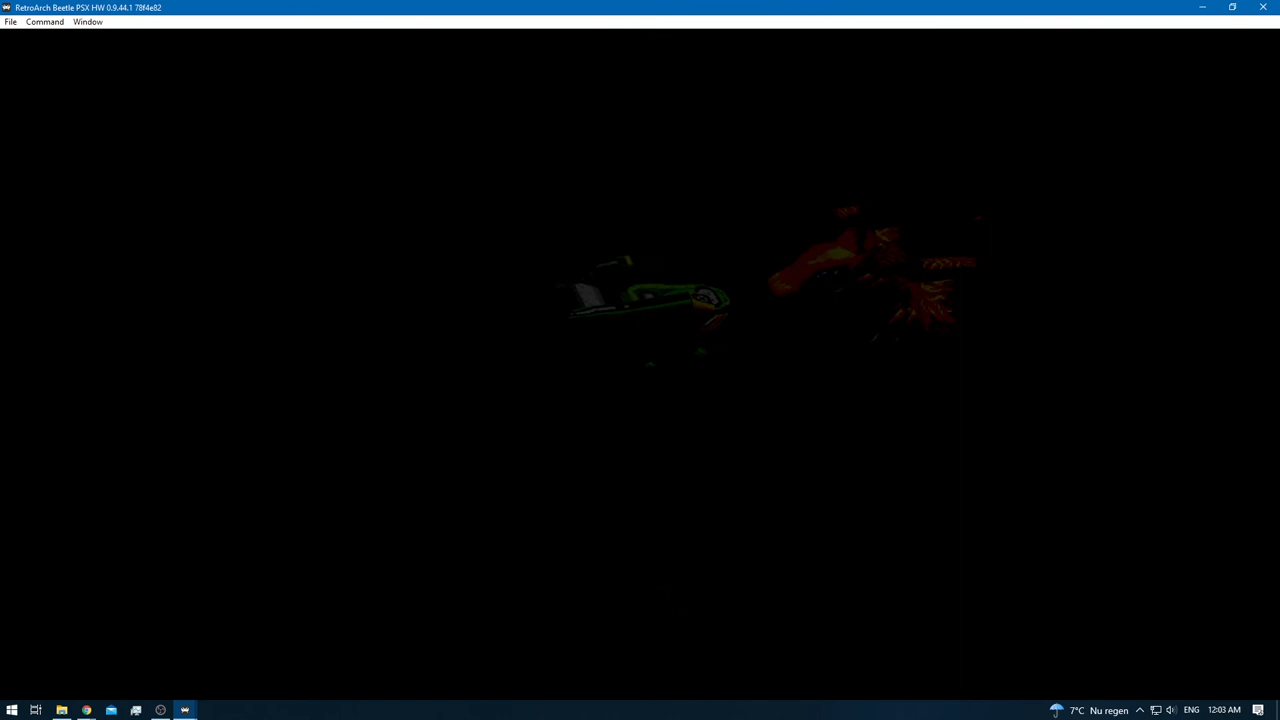 RetroArch Beetle PSX HW 0.9.44.1 78f4e82
File Command Window
7°C Nu regen ENG 12:03 AM